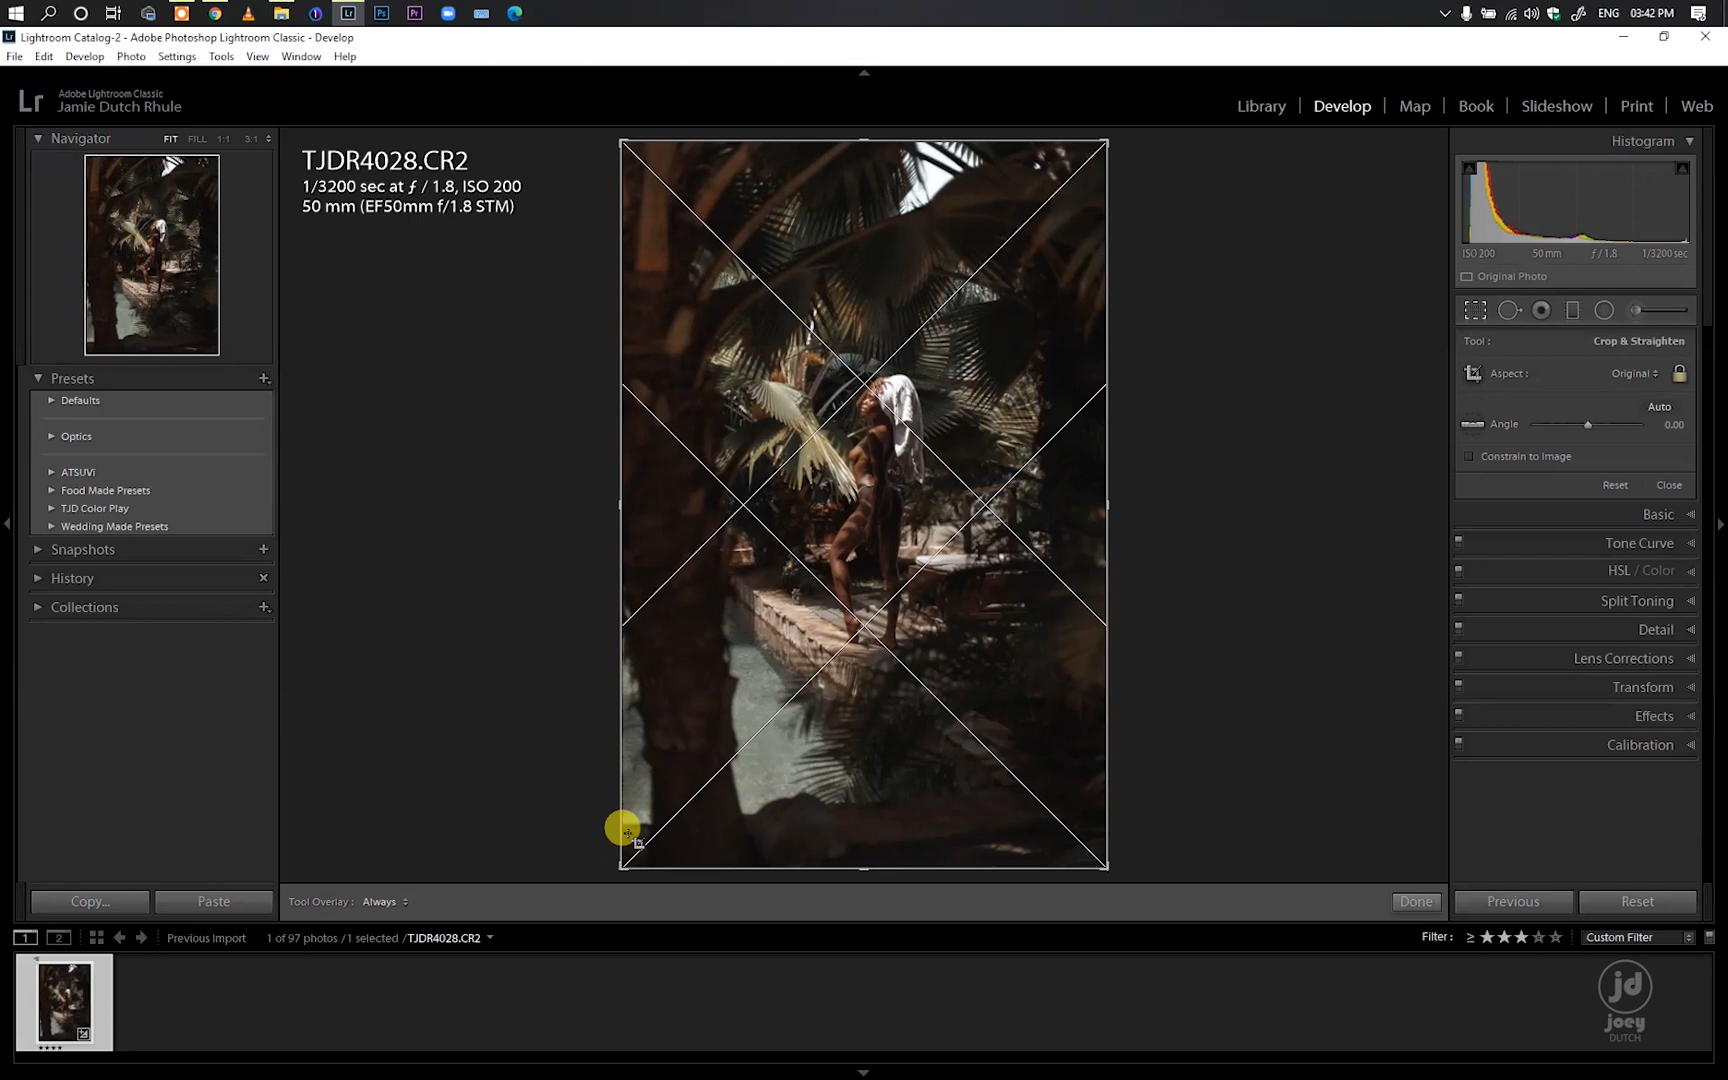 ENG 03:42 PM
Lr Lightroom Catalog-2 - Adobe Photoshop Lightroom Classic - Develop
File Edit Develop Photo Settings Tools View Window Help
Lr Adobe Lightroom Classic
Jamie Dutch Rhule
Library | Develop | Map | Book | Slideshow | Print | Web
Navigator FIT FILL 1:1 3:1
Histogram
TJDR4028.CR2
1/3200 sec at ƒ / 1.8, ISO 200
50 mm (EF50mm f/1.8 STM)
ISO 200 50 mm ƒ / 1.8 1/3200 sec
Original Photo
Tool : Crop & Straighten
Aspect : Original
Auto
Angle 0.00
Constrain to Image
Reset Close
Presets
Defaults
Optics
ATSUVi
Food Made Presets
TJD Color Play
Wedding Made Presets
Snapshots
History
Collections
Basic
Tone Curve
HSL / Color
Split Toning
Detail
Lens Corrections
Transform
Effects
Calibration
Copy... Paste
Tool Overlay : Always
Done
Previous Reset
1 2 Previous Import 1 of 97 photos / 1 selected / TJDR4028.CR2
Filter : ≥ ★★★☆☆ Custom Filter
jd
joey
DUTCH